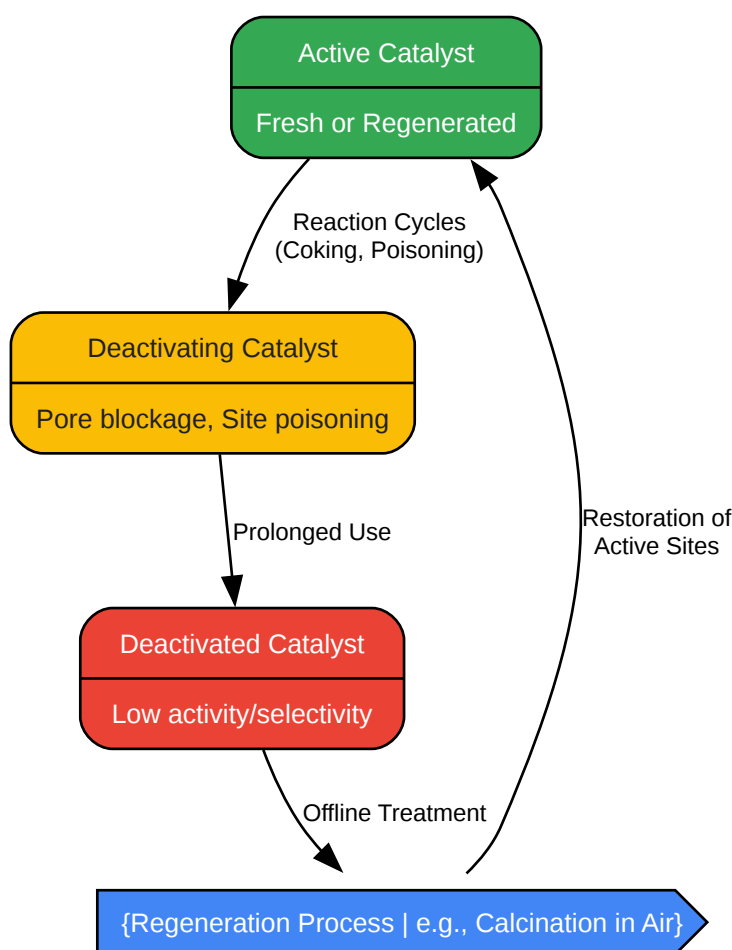 Active Catalyst
Fresh or Regenerated
Reaction Cycles
(Coking, Poisoning)
Deactivating Catalyst
Pore blockage, Site poisoning
Prolonged Use
Restoration of
Active Sites
Deactivated Catalyst
Low activity/selectivity
Offline Treatment
{Regeneration Process | e.g., Calcination in Air}